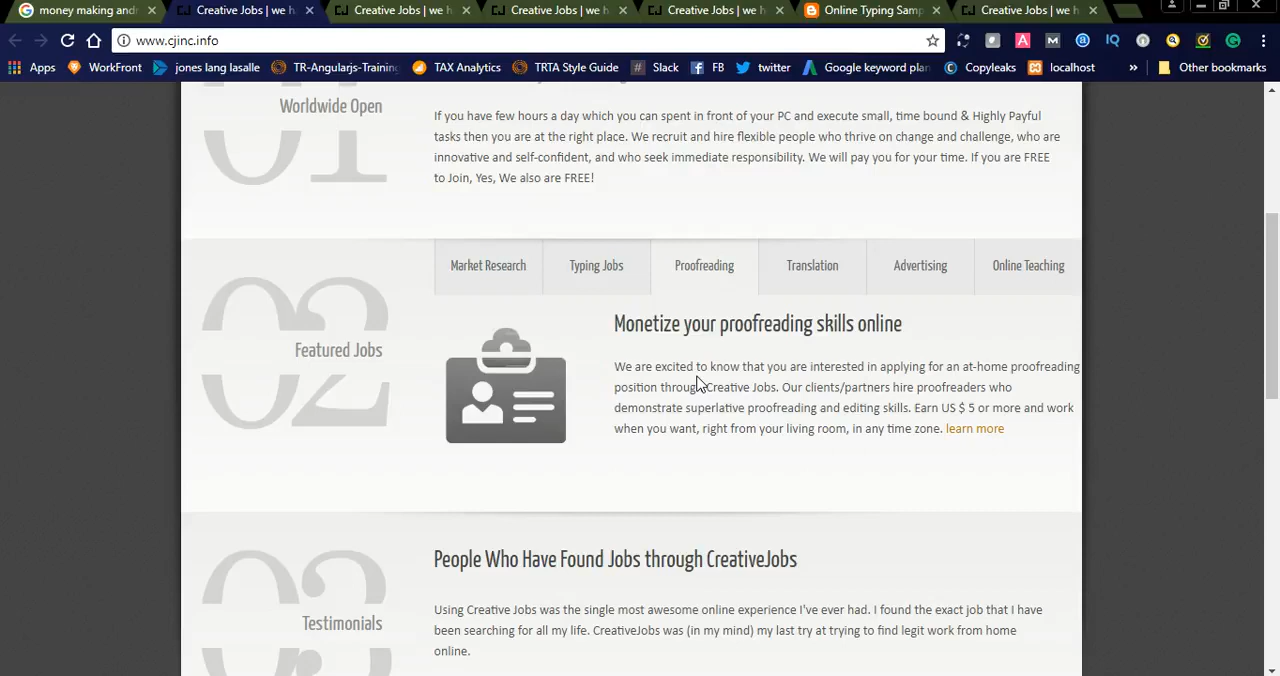 money making andr
Creative Jobs | we h
Creative Jobs | we h
Creative Jobs | we h
Creative Jobs | we h
Online Typing Samp
Creative Jobs | we h
www.cjinc.info
Apps
WorkFront
jones lang lasalle
TR-Angularjs-Training
TAX Analytics
TRTA Style Guide
Slack
FB
twitter
Google keyword plan
Copyleaks
localhost
»
Other bookmarks
01
Worldwide Open
If you have few hours a day which you can spent in front of your PC and execute small, time bound & Highly Payful
tasks then you are at the right place. We recruit and hire flexible people who thrive on change and challenge, who are
innovative and self-confident, and who seek immediate responsibility. We will pay you for your time. If you are FREE
to Join, Yes, We also are FREE!
02
Featured Jobs
Market Research
Typing Jobs
Proofreading
Translation
Advertising
Online Teaching
Monetize your proofreading skills online
We are excited to know that you are interested in applying for an at-home proofreading
position through Creative Jobs. Our clients/partners hire proofreaders who
demonstrate superlative proofreading and editing skills. Earn US $ 5 or more and work
when you want, right from your living room, in any time zone. learn more
03
Testimonials
People Who Have Found Jobs through CreativeJobs
Using Creative Jobs was the single most awesome online experience I've ever had. I found the exact job that I have
been searching for all my life. CreativeJobs was (in my mind) my last try at trying to find legit work from home
online.